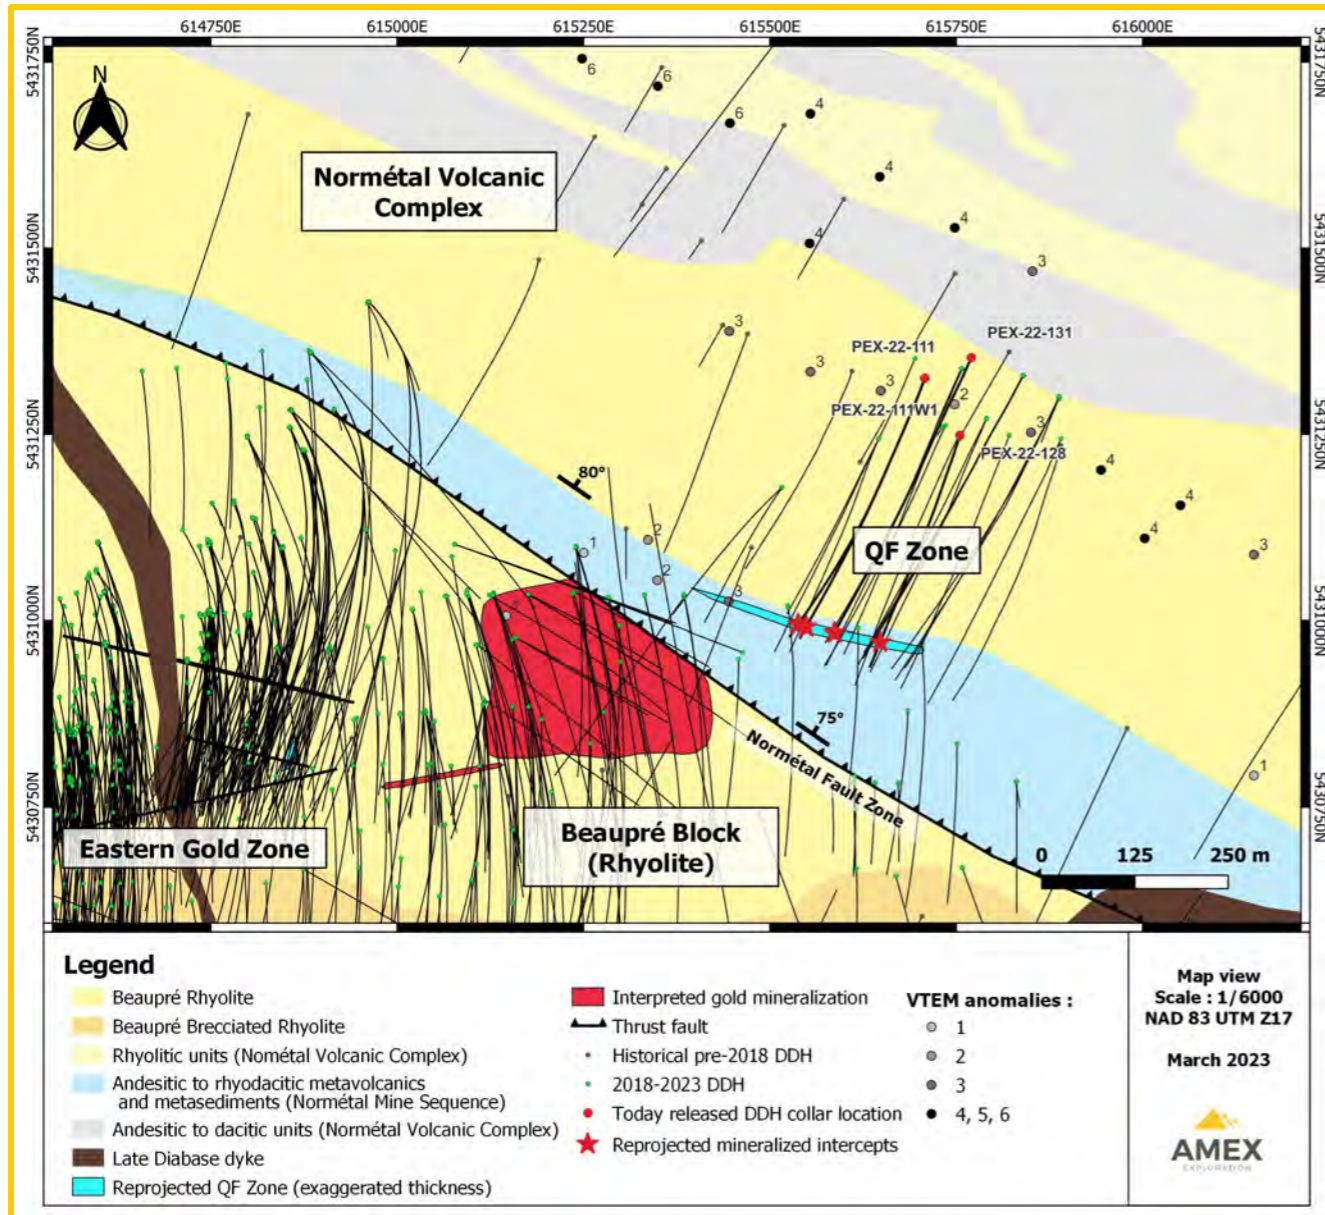 614750E 615000E 615250E 615500E 615750E 616000E
5431750N 5431750N
5431500N 5431500N
5431250N 5431250N
5431000N 5431000N
5430750N 5430750N
N
6
6
6
4
4
4
4
3
Normétal Volcanic
Complex
3
3
3
2
3
PEX-22-111
PEX-22-131
PEX-22-111W1
PEX-22-128
4
4
4
3
80°
1
2
2
3
QF Zone
75°
Normétal Fault Zone
1
Eastern Gold Zone
Beaupré Block
(Rhyolite)
0 125 250 m
Legend
Beaupré Rhyolite
Beaupré Brecciated Rhyolite
Rhyolitic units (Nométal Volcanic Complex)
Andesitic to rhyodacitic metavolcanics
and metasediments (Normétal Mine Sequence)
Andesitic to dacitic units (Normétal Volcanic Complex)
Late Diabase dyke
Reprojected QF Zone (exaggerated thickness)
Interpreted gold mineralization
Thrust fault
Historical pre-2018 DDH
2018-2023 DDH
Today released DDH collar location
Reprojected mineralized intercepts
VTEM anomalies :
1
2
3
4, 5, 6
Map view
Scale : 1/6000
NAD 83 UTM Z17
March 2023
AMEX
EXPLORATION